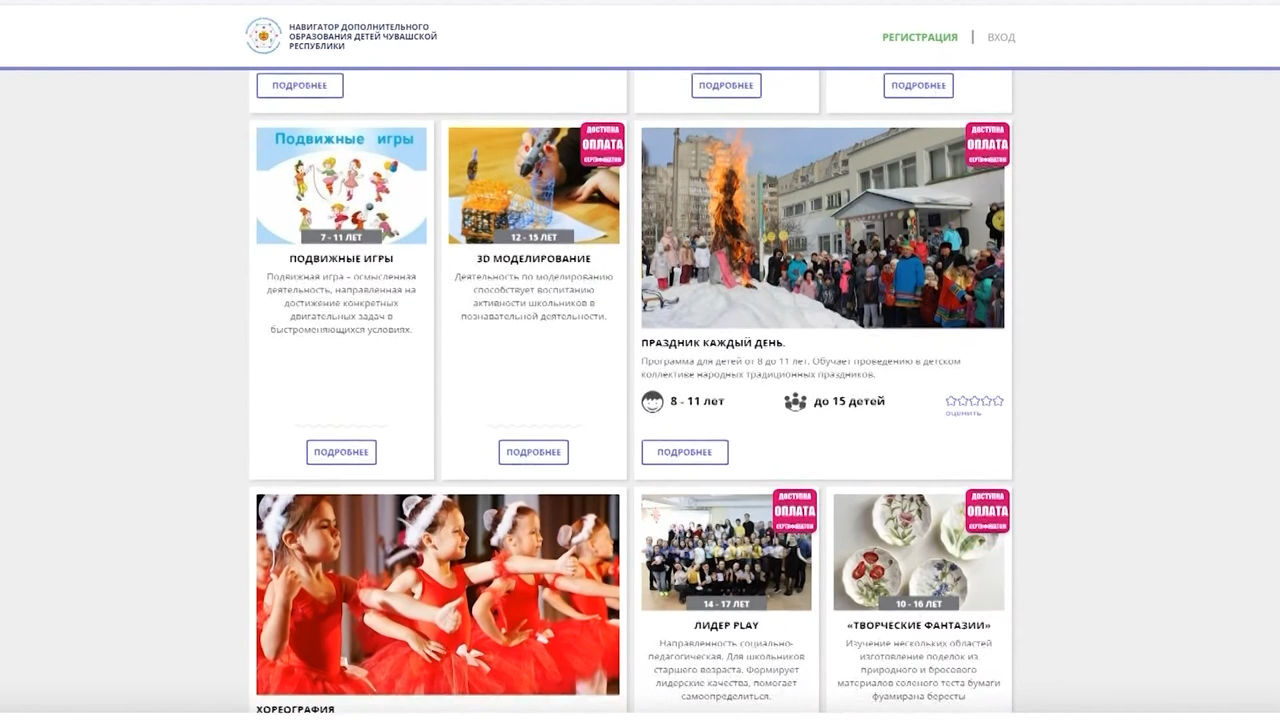 НАВИГАТОР ДОПОЛНИТЕЛЬНОГО
ОБРАЗОВАНИЯ ДЕТЕЙ ЧУВАШСКОЙ
РЕСПУБЛИКИ
РЕГИСТРАЦИЯ | ВХОД
ПОДРОБНЕЕ
ПОДРОБНЕЕ
ПОДРОБНЕЕ
Подвижные игры
7 - 11 ЛЕТ
ПОДВИЖНЫЕ ИГРЫ
Подвижная игра – осмысленная
деятельность, направленная на
достижение конкретных
двигательных задач в
быстроменяющихся условиях.
ПОДРОБНЕЕ
ДОСТУПНА
ОПЛАТА
СЕРТИФИКАТОМ
12 - 15 ЛЕТ
3D МОДЕЛИРОВАНИЕ
Деятельность по моделированию
способствует воспитанию
активности школьников в
познавательной деятельности.
ПОДРОБНЕЕ
ДОСТУПНА
ОПЛАТА
СЕРТИФИКАТОМ
ПРАЗДНИК КАЖДЫЙ ДЕНЬ.
Программа для детей от 8 до 11 лет. Обучает проведению в детском
коллективе народных традиционных праздников.
8 - 11 лет
до 15 детей
оценить
ПОДРОБНЕЕ
ХОРЕОГРАФИЯ
ДОСТУПНА
ОПЛАТА
СЕРТИФИКАТОМ
14 - 17 ЛЕТ
ЛИДЕР PLAY
Направленность социально-
педагогическая. Для школьников
старшего возраста. Формирует
лидерские качества, помогает
самоопределиться.
ДОСТУПНА
ОПЛАТА
СЕРТИФИКАТОМ
10 - 16 ЛЕТ
«ТВОРЧЕСКИЕ ФАНТАЗИИ»
Изучение нескольких областей
изготовление поделок из
природного и бросового
материалов соленого теста бумаги
фуамирана бересты